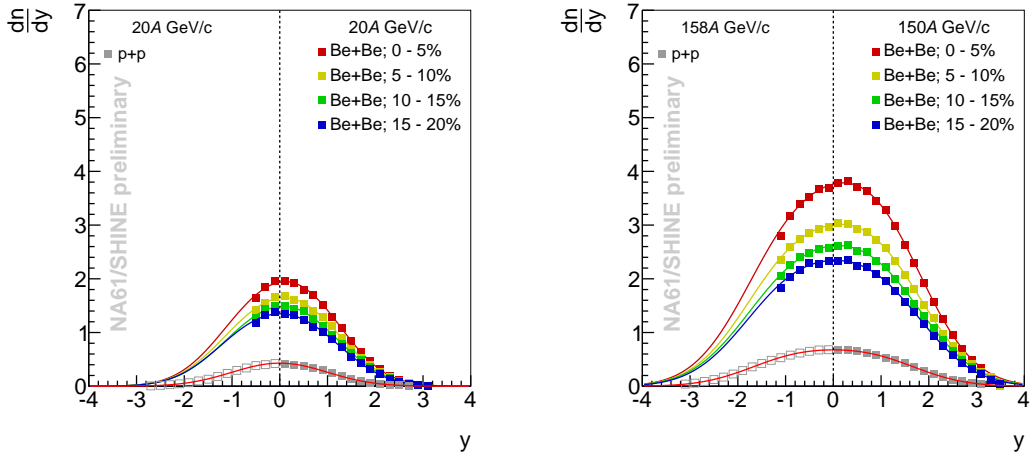 dn
dy
7
6
5
4
3
2
1
0
20A GeV/c
20A GeV/c
p+p
Be+Be; 0 - 5%
Be+Be; 5 - 10%
Be+Be; 10 - 15%
Be+Be; 15 - 20%
NA61/SHINE preliminary
-4 -3 -2 -1 0 1 2 3 4
y
dn
dy
7
6
5
4
3
2
1
0
158A GeV/c
150A GeV/c
p+p
Be+Be; 0 - 5%
Be+Be; 5 - 10%
Be+Be; 10 - 15%
Be+Be; 15 - 20%
NA61/SHINE preliminary
-4 -3 -2 -1 0 1 2 3 4
y